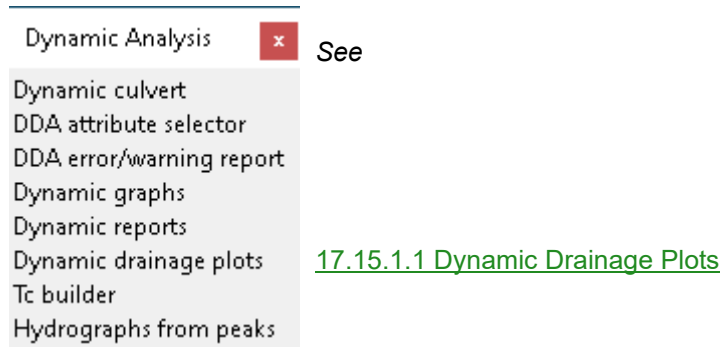 Dynamic Analysis x
See
Dynamic culvert
DDA attribute selector
DDA error/warning report
Dynamic graphs
Dynamic reports
Dynamic drainage plots 17.15.1.1 Dynamic Drainage Plots
Tc builder
Hydrographs from peaks